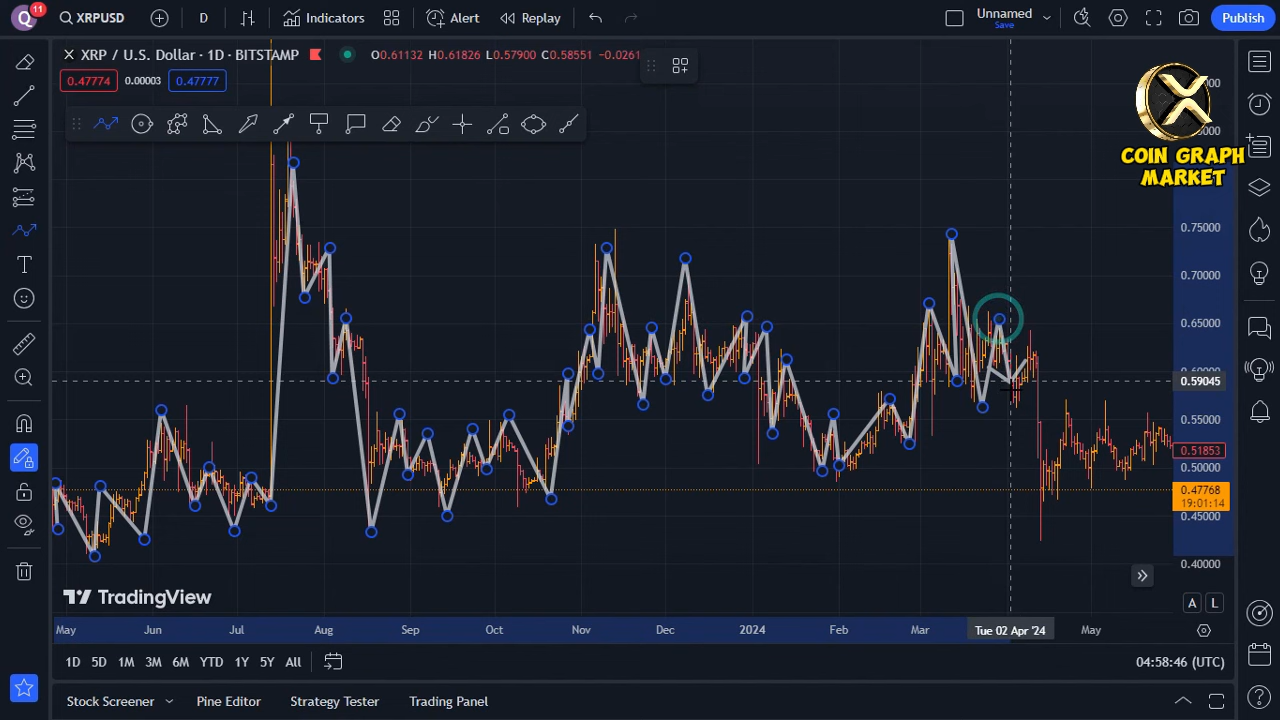 Q
11
XRPUSD
D
Indicators
Alert
Replay
Unnamed
Save
Publish
XRP / U.S. Dollar · 1D · BITSTAMP
O0.61132 H0.61826 L0.57900 C0.58551 −0.0261
0.47774 0.00003 0.47777
COIN GRAPH
MARKET
0.75000
0.70000
0.65000
0.59045
0.55000
0.51853
0.50000
0.47768
19:01:14
0.45000
0.40000
TradingView
A L
May Jun Jul Aug Sep Oct Nov Dec 2024 Feb Mar Tue 02 Apr '24 May
1D 5D 1M 3M 6M YTD 1Y 5Y All
04:58:46 (UTC)
Stock Screener Pine Editor Strategy Tester Trading Panel